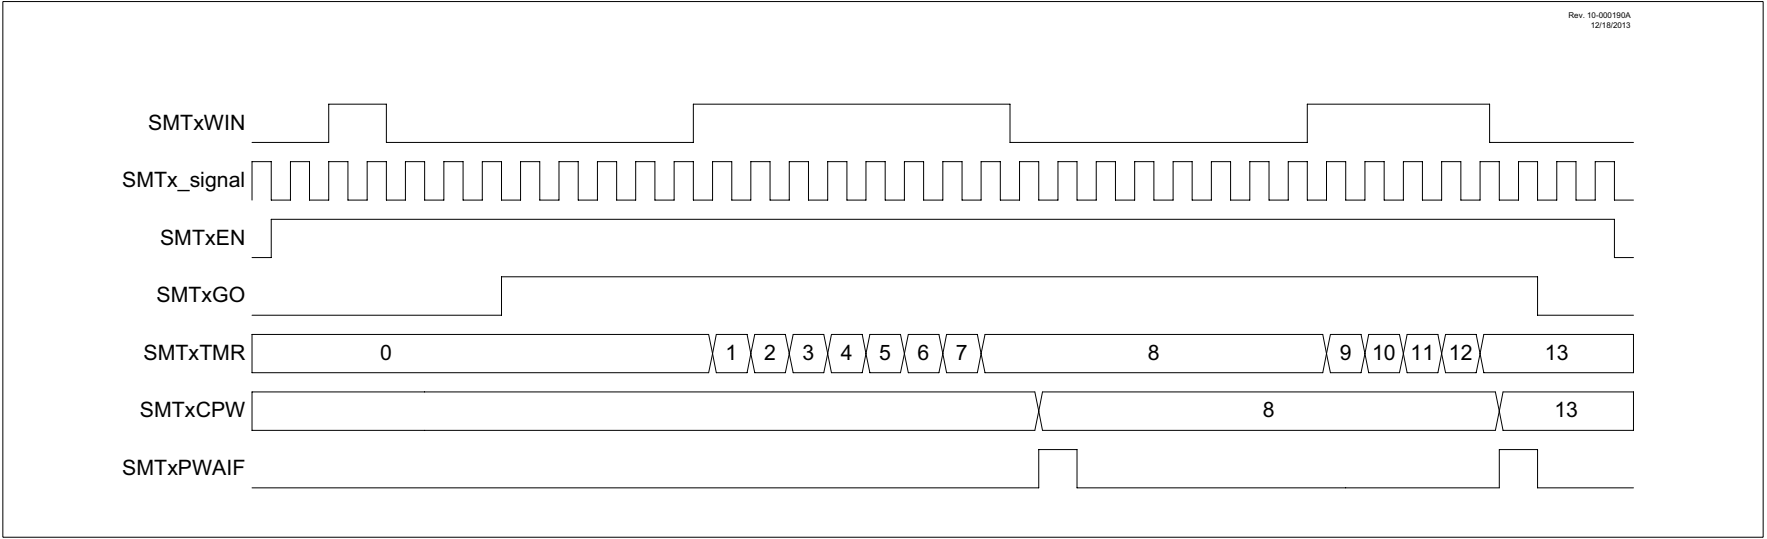 Rev. 10-000190A
12/18/2013
SMTxWIN
SMTx_signal
SMTxEN
SMTxGO
SMTxTMR 0 1 2 3 4 5 6 7 8 9 10 11 12 13
SMTxCPW 8 13
SMTxPWAIF